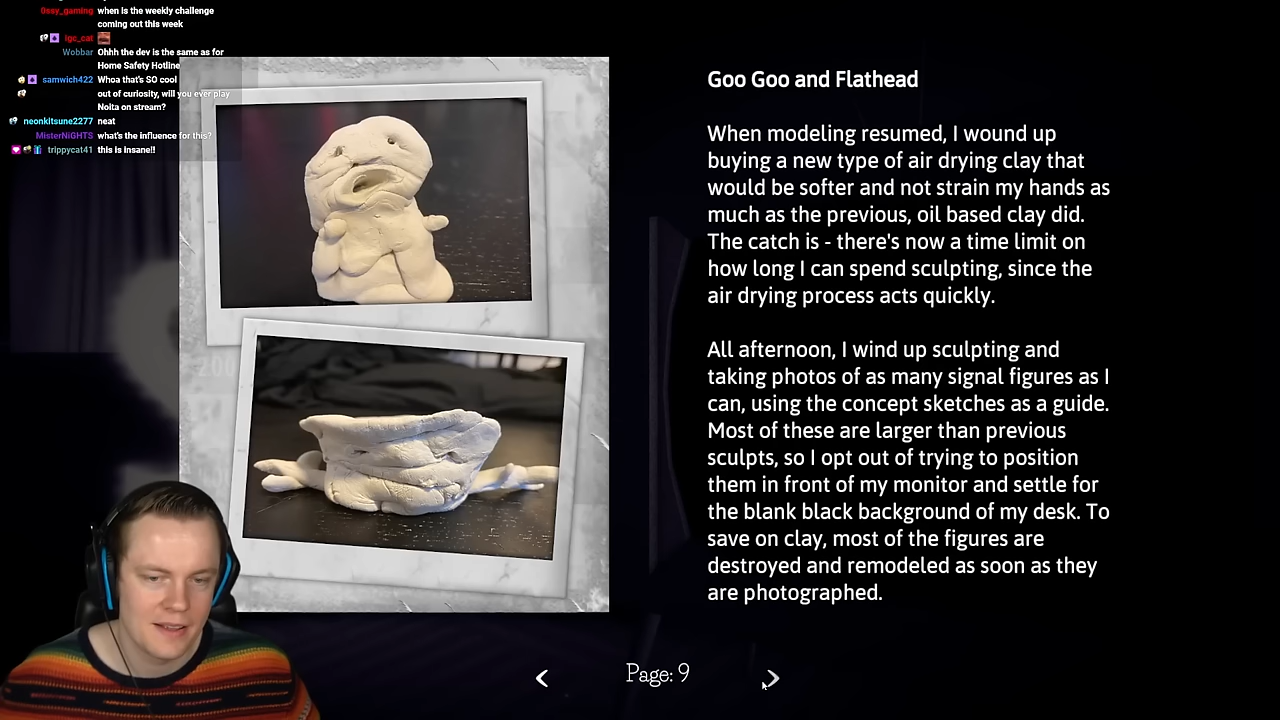 0ssy_gaming when is the weekly challenge
coming out this week
lgc_cat
Wobbar Ohhh the dev is the same as for
Home Safety Hotline
samwich422 Whoa that's SO cool
out of curiosity, will you ever play
Noita on stream?
neonkitsune2277 neat
MisterNiGHTS what's the influence for this?
trippycat41 this is insane!!
Goo Goo and Flathead
When modeling resumed, I wound up
buying a new type of air drying clay that
would be softer and not strain my hands as
much as the previous, oil based clay did.
The catch is - there's now a time limit on
how long I can spend sculpting, since the
air drying process acts quickly.
All afternoon, I wind up sculpting and
taking photos of as many signal figures as I
can, using the concept sketches as a guide.
Most of these are larger than previous
sculpts, so I opt out of trying to position
them in front of my monitor and settle for
the blank black background of my desk. To
save on clay, most of the figures are
destroyed and remodeled as soon as they
are photographed.
Page: 9